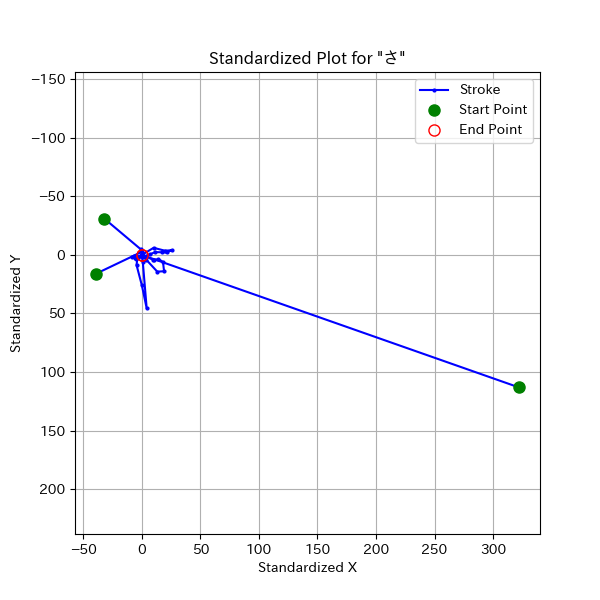 Standardized Plot for "さ"
Stroke
Start Point
End Point
−150
−100
−50
0
50
100
150
200
Standardized Y
−50 0 50 100 150 200 250 300
Standardized X